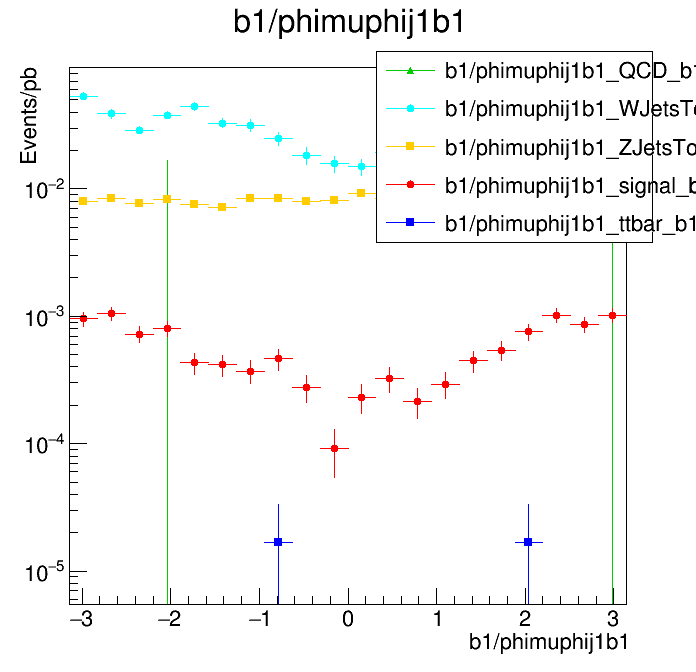 b1/phimuphij1b1
Events/pb
b1/phimuphij1b1_QCD_b1
b1/phimuphij1b1_WJetsTo
b1/phimuphij1b1_ZJetsTo
b1/phimuphij1b1_signal_b
b1/phimuphij1b1_ttbar_b1
10⁻²
10⁻³
10⁻⁴
10⁻⁵
−3 −2 −1 0 1 2 3
b1/phimuphij1b1